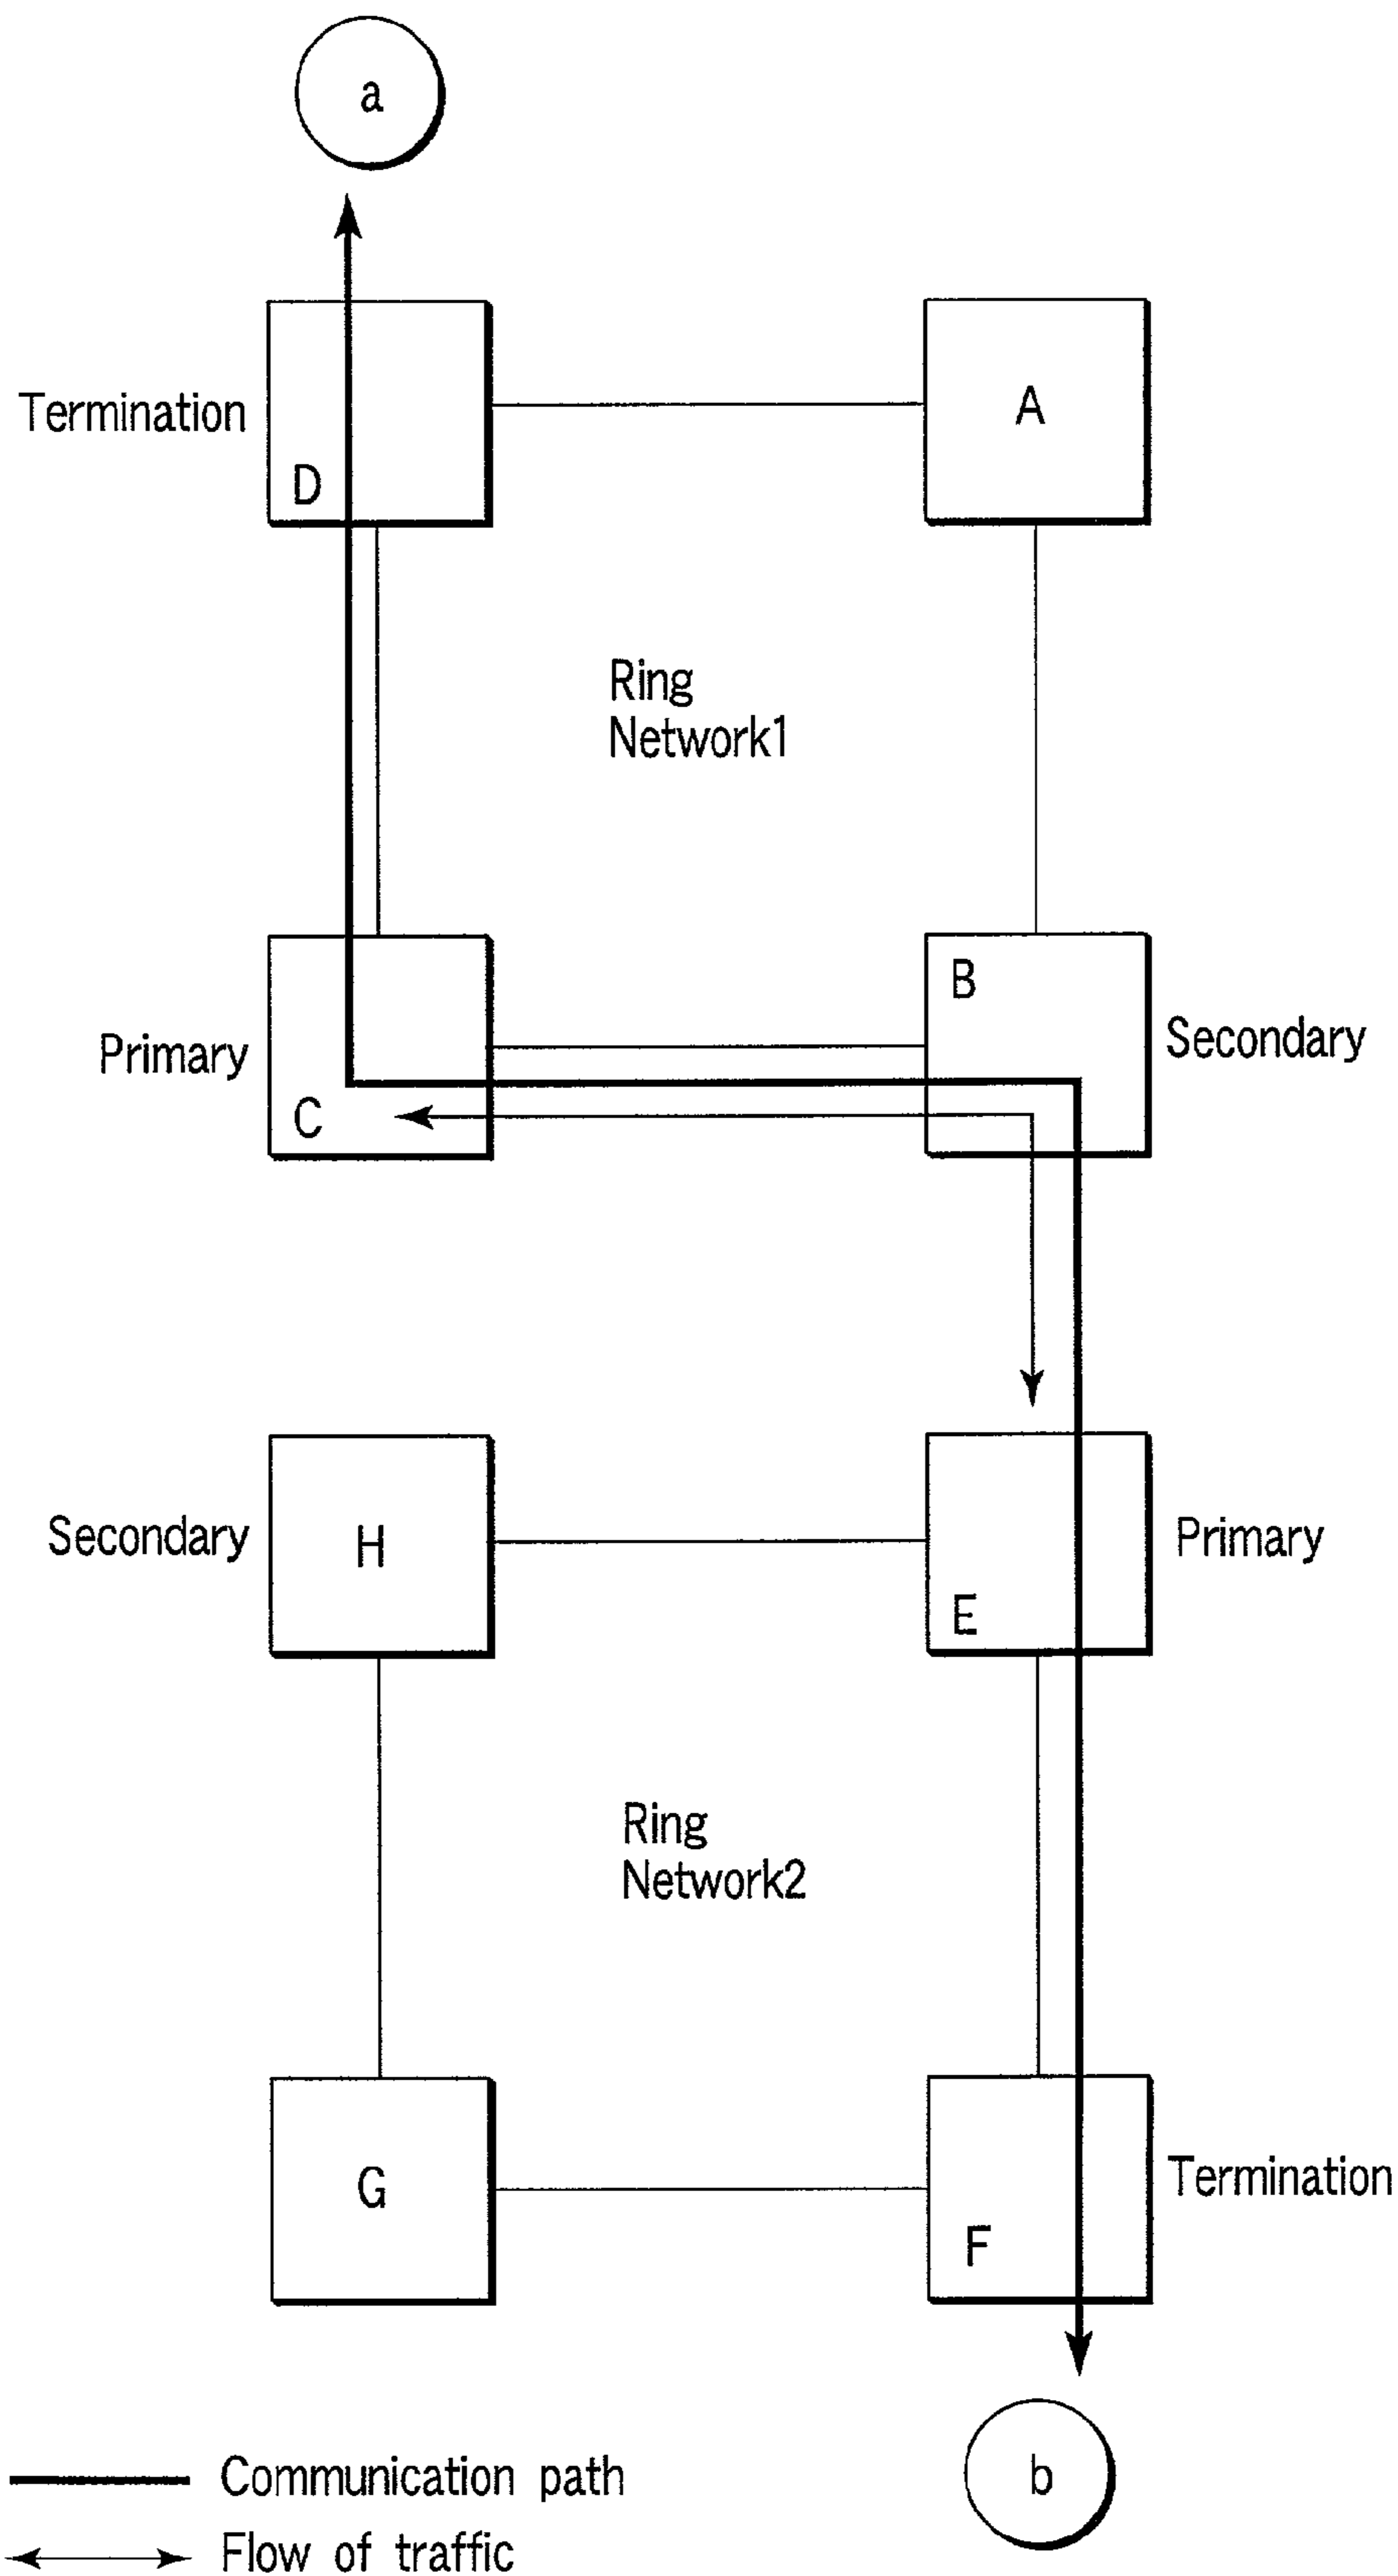 a
Termination
D
A
Ring
Network1
B
Primary
Secondary
C
Secondary
H
Primary
E
Ring
Network2
G
Termination
F
Communication path
b
Flow of traffic